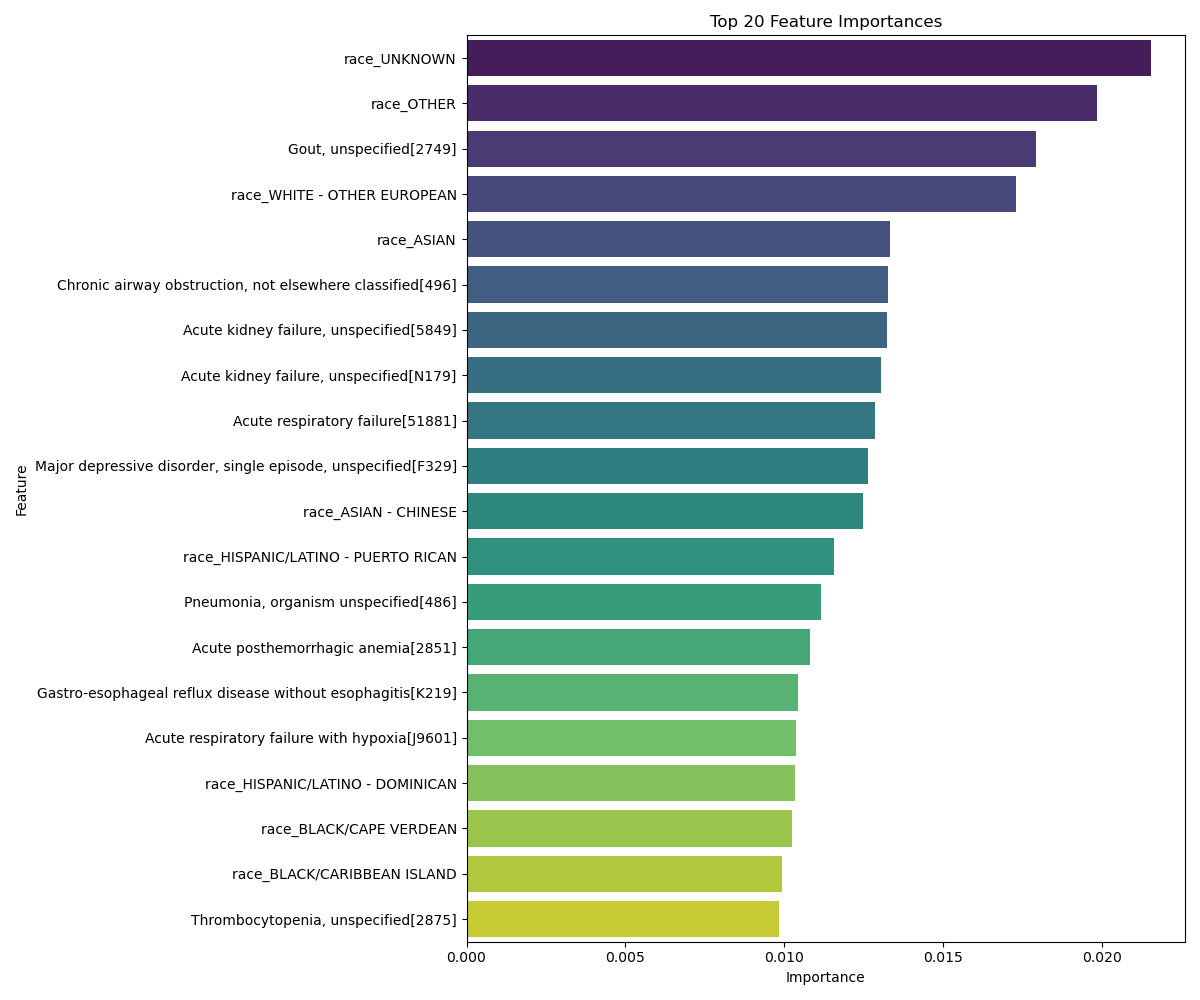 Top 20 Feature Importances
race_UNKNOWN
race_OTHER
Gout, unspecified[2749]
race_WHITE - OTHER EUROPEAN
race_ASIAN
Chronic airway obstruction, not elsewhere classified[496]
Acute kidney failure, unspecified[5849]
Acute kidney failure, unspecified[N179]
Acute respiratory failure[51881]
Major depressive disorder, single episode, unspecified[F329]
race_ASIAN - CHINESE
race_HISPANIC/LATINO - PUERTO RICAN
Pneumonia, organism unspecified[486]
Acute posthemorrhagic anemia[2851]
Gastro-esophageal reflux disease without esophagitis[K219]
Acute respiratory failure with hypoxia[J9601]
race_HISPANIC/LATINO - DOMINICAN
race_BLACK/CAPE VERDEAN
race_BLACK/CARIBBEAN ISLAND
Thrombocytopenia, unspecified[2875]
Feature
0.000 0.005 0.010 0.015 0.020
Importance